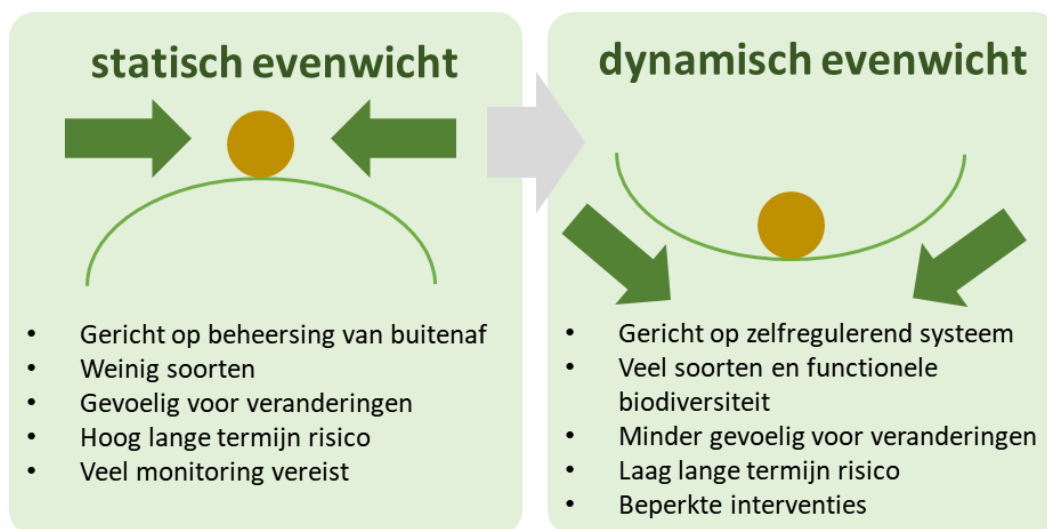 statisch evenwicht
• Gericht op beheersing van buitenaf
• Weinig soorten
• Gevoelig voor veranderingen
• Hoog lange termijn risico
• Veel monitoring vereist
dynamisch evenwicht
• Gericht op zelfregulerend systeem
• Veel soorten en functionele
biodiversiteit
• Minder gevoelig voor veranderingen
• Laag lange termijn risico
• Beperkte interventies